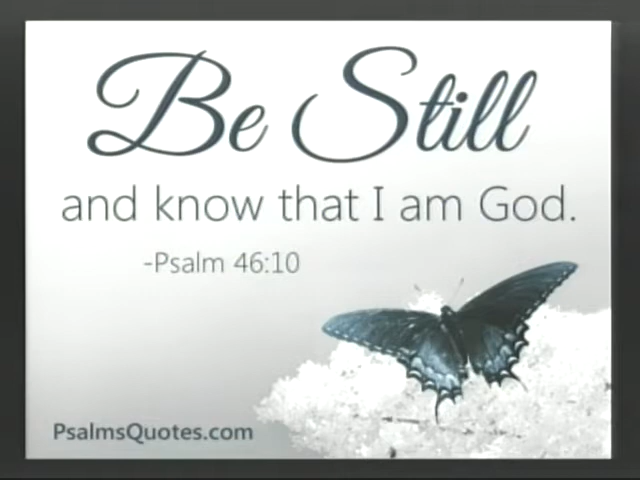 Be Still
and know that I am God.
-Psalm 46:10
PsalmsQuotes.com